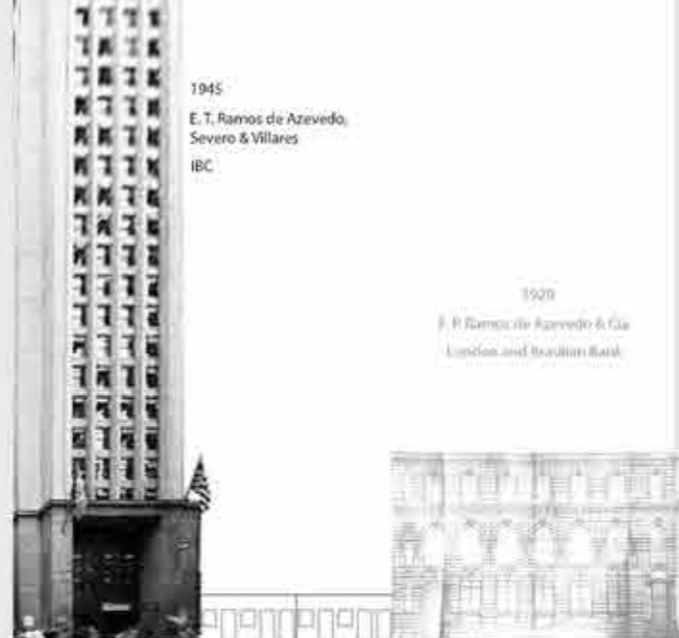 1945
E. T. Ramos de Azevedo,
Severo & Villares
IBC
1920
F. P. Ramos de Azevedo & Cia
London and Brazilian Bank